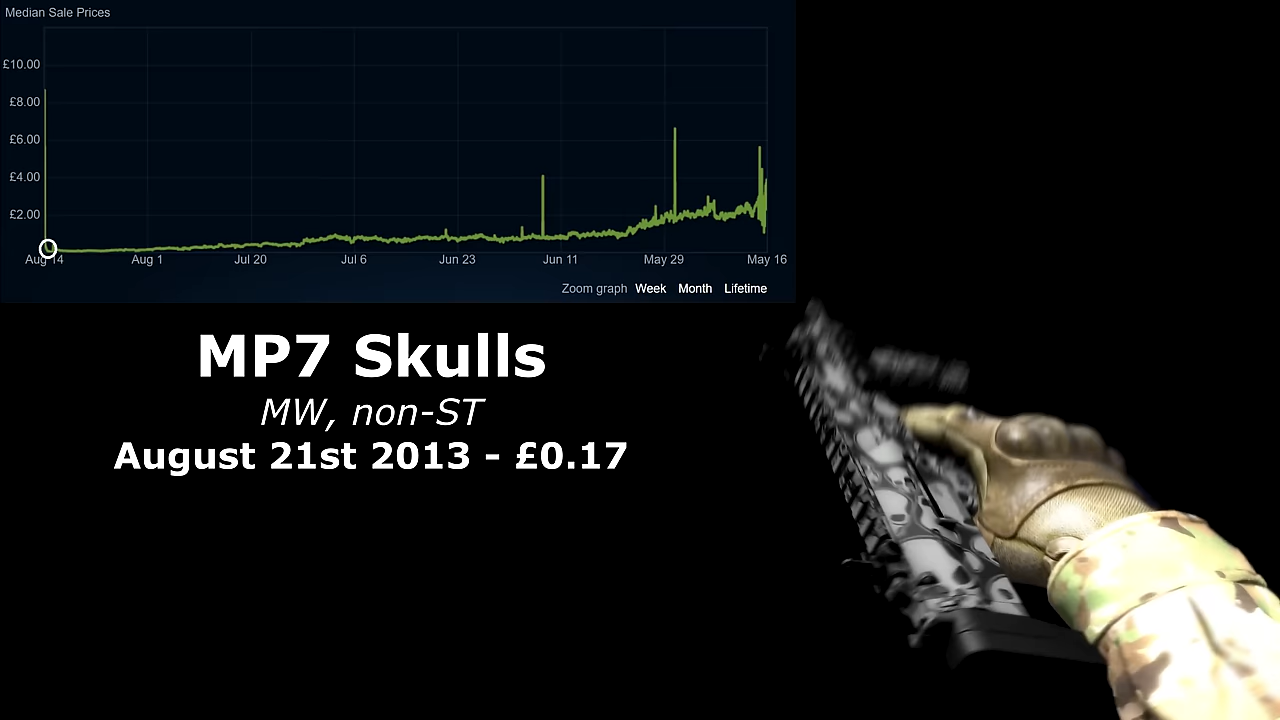 Median Sale Prices
£10.00
£8.00
£6.00
£4.00
£2.00
Aug 14 Aug 1 Jul 20 Jul 6 Jun 23 Jun 11 May 29 May 16
Zoom graph Week Month Lifetime
MP7 Skulls
MW, non-ST
August 21st 2013 - £0.17